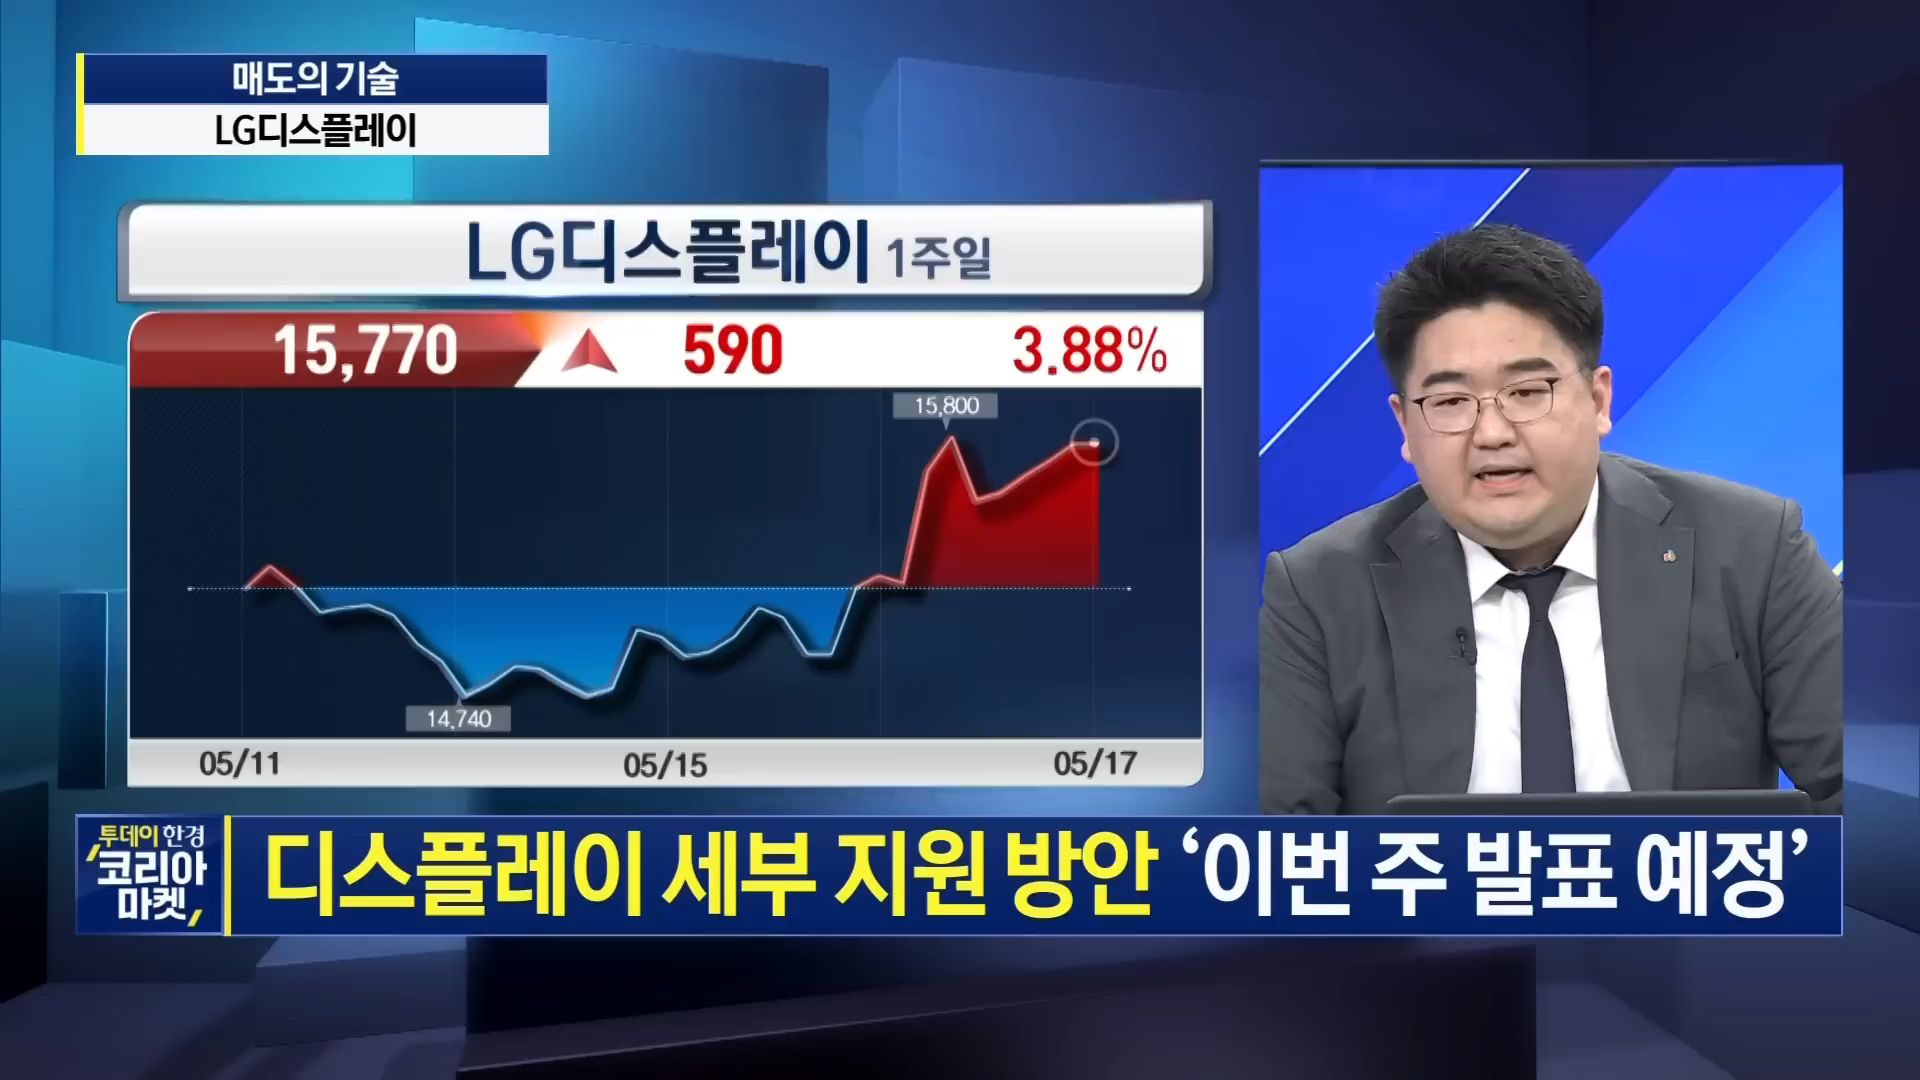 매도의 기술
LG디스플레이
LG디스플레이 1주일
15,770 590 3.88%
15,800
14,740
05/11 05/15 05/17
투데이 한경
코리아
마켓
디스플레이 세부 지원 방안 ‘이번 주 발표 예정’